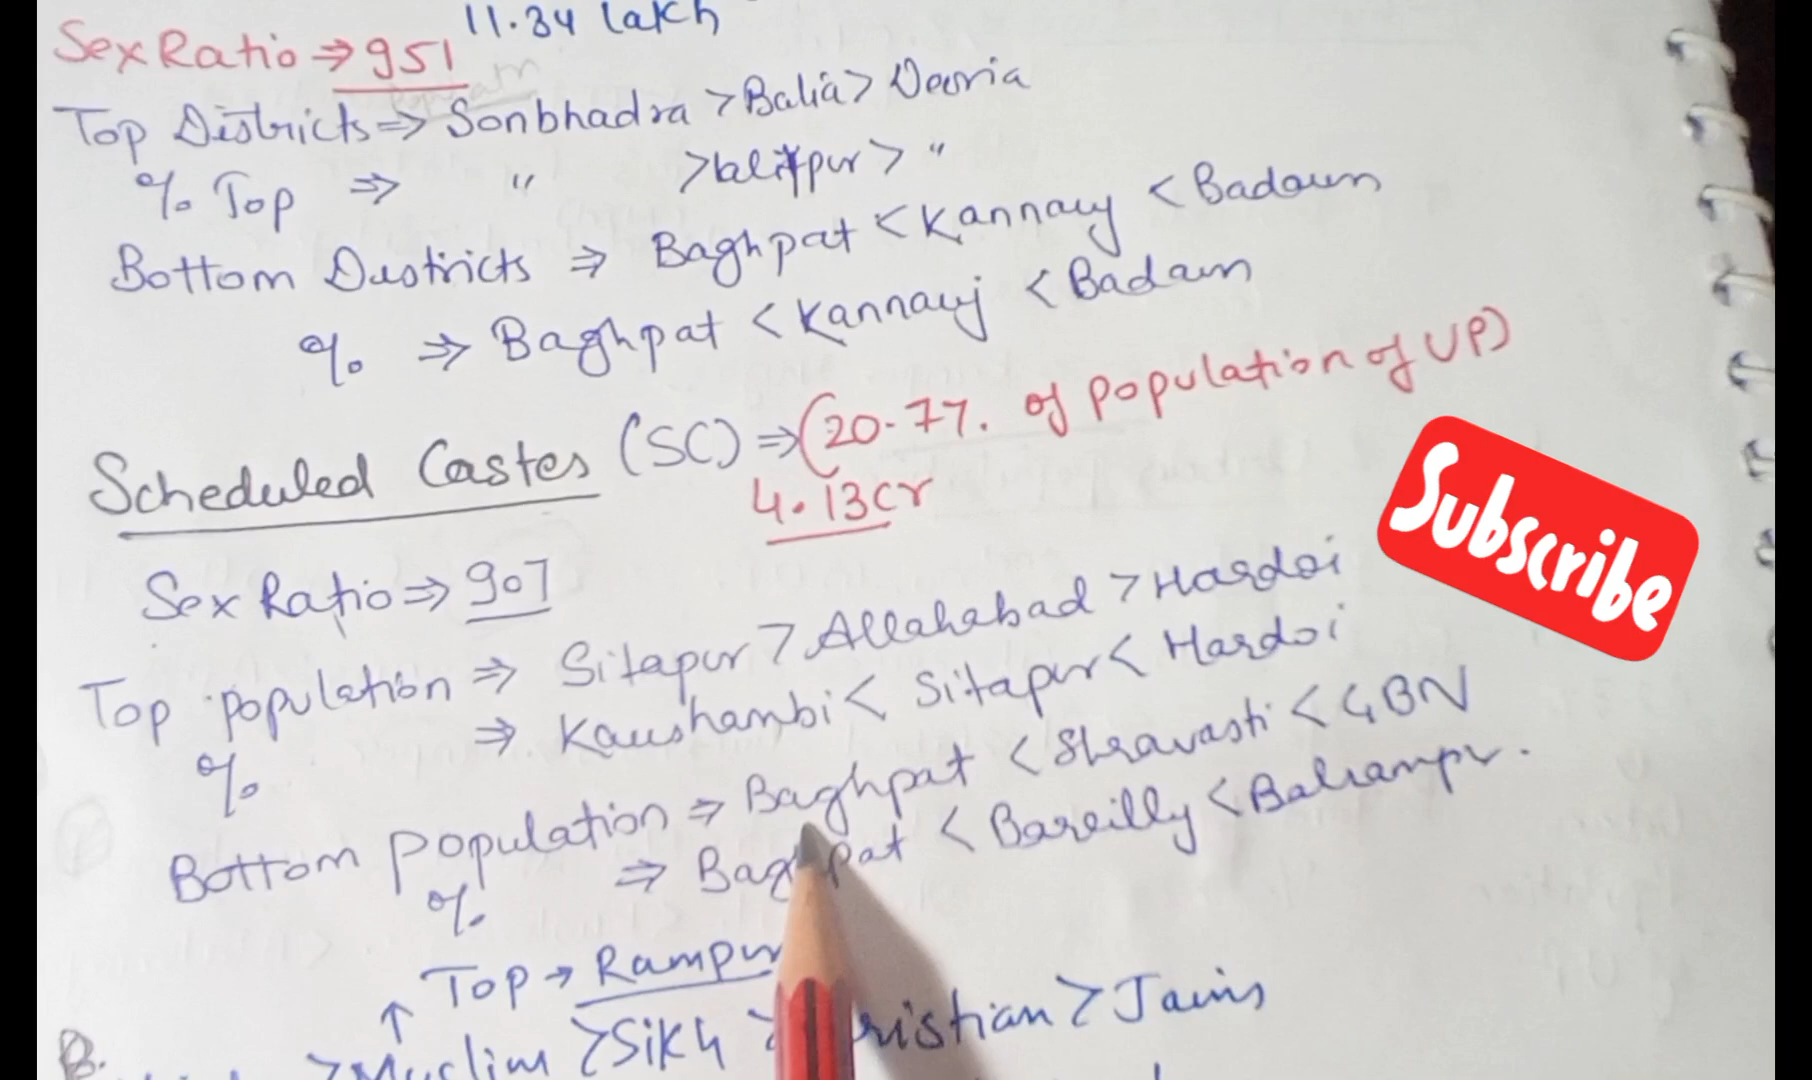 11.34 lakh
Sex Ratio ⇒ 951
Top Districts ⇒ Sonbhadra > Balia > Deoria
% Top ⇒ " > lalitpur > "
Bottom Districts ⇒ Baghpat < Kannauj < Badaun
% ⇒ Baghpat < Kannauj < Badaun
Scheduled Castes (SC) ⇒ (20.7%. of population of UP)
4.13cr
Sex Ratio ⇒ 907
Top population ⇒ Sitapur > Allahabad > Hardoi
% ⇒ Kaushambi < Sitapur < Hardoi
Bottom population ⇒ Baghpat < Shravasti < GBN
% ⇒ Baghpat < Bareilly < Balrampur.
↑ Top → Rampur
> Muslim > Sikh > ristian > Jains
Subscribe